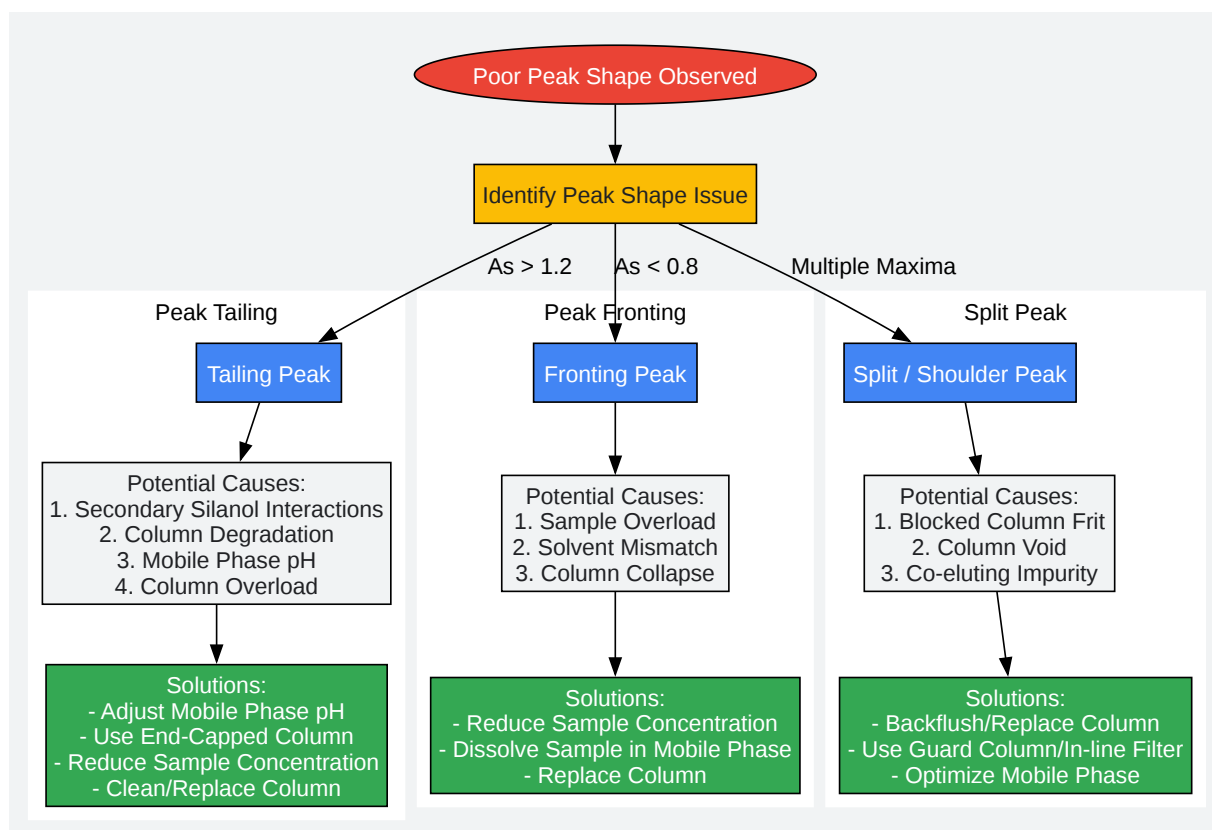 Poor Peak Shape Observed
Identify Peak Shape Issue
As > 1.2
As < 0.8
Multiple Maxima
Peak Tailing
Peak Fronting
Split Peak
Tailing Peak
Fronting Peak
Split / Shoulder Peak
Potential Causes:
1. Secondary Silanol Interactions
2. Column Degradation
3. Mobile Phase pH
4. Column Overload
Potential Causes:
1. Sample Overload
2. Solvent Mismatch
3. Column Collapse
Potential Causes:
1. Blocked Column Frit
2. Column Void
3. Co-eluting Impurity
Solutions:
- Adjust Mobile Phase pH
- Use End-Capped Column
- Reduce Sample Concentration
- Clean/Replace Column
Solutions:
- Reduce Sample Concentration
- Dissolve Sample in Mobile Phase
- Replace Column
Solutions:
- Backflush/Replace Column
- Use Guard Column/In-line Filter
- Optimize Mobile Phase